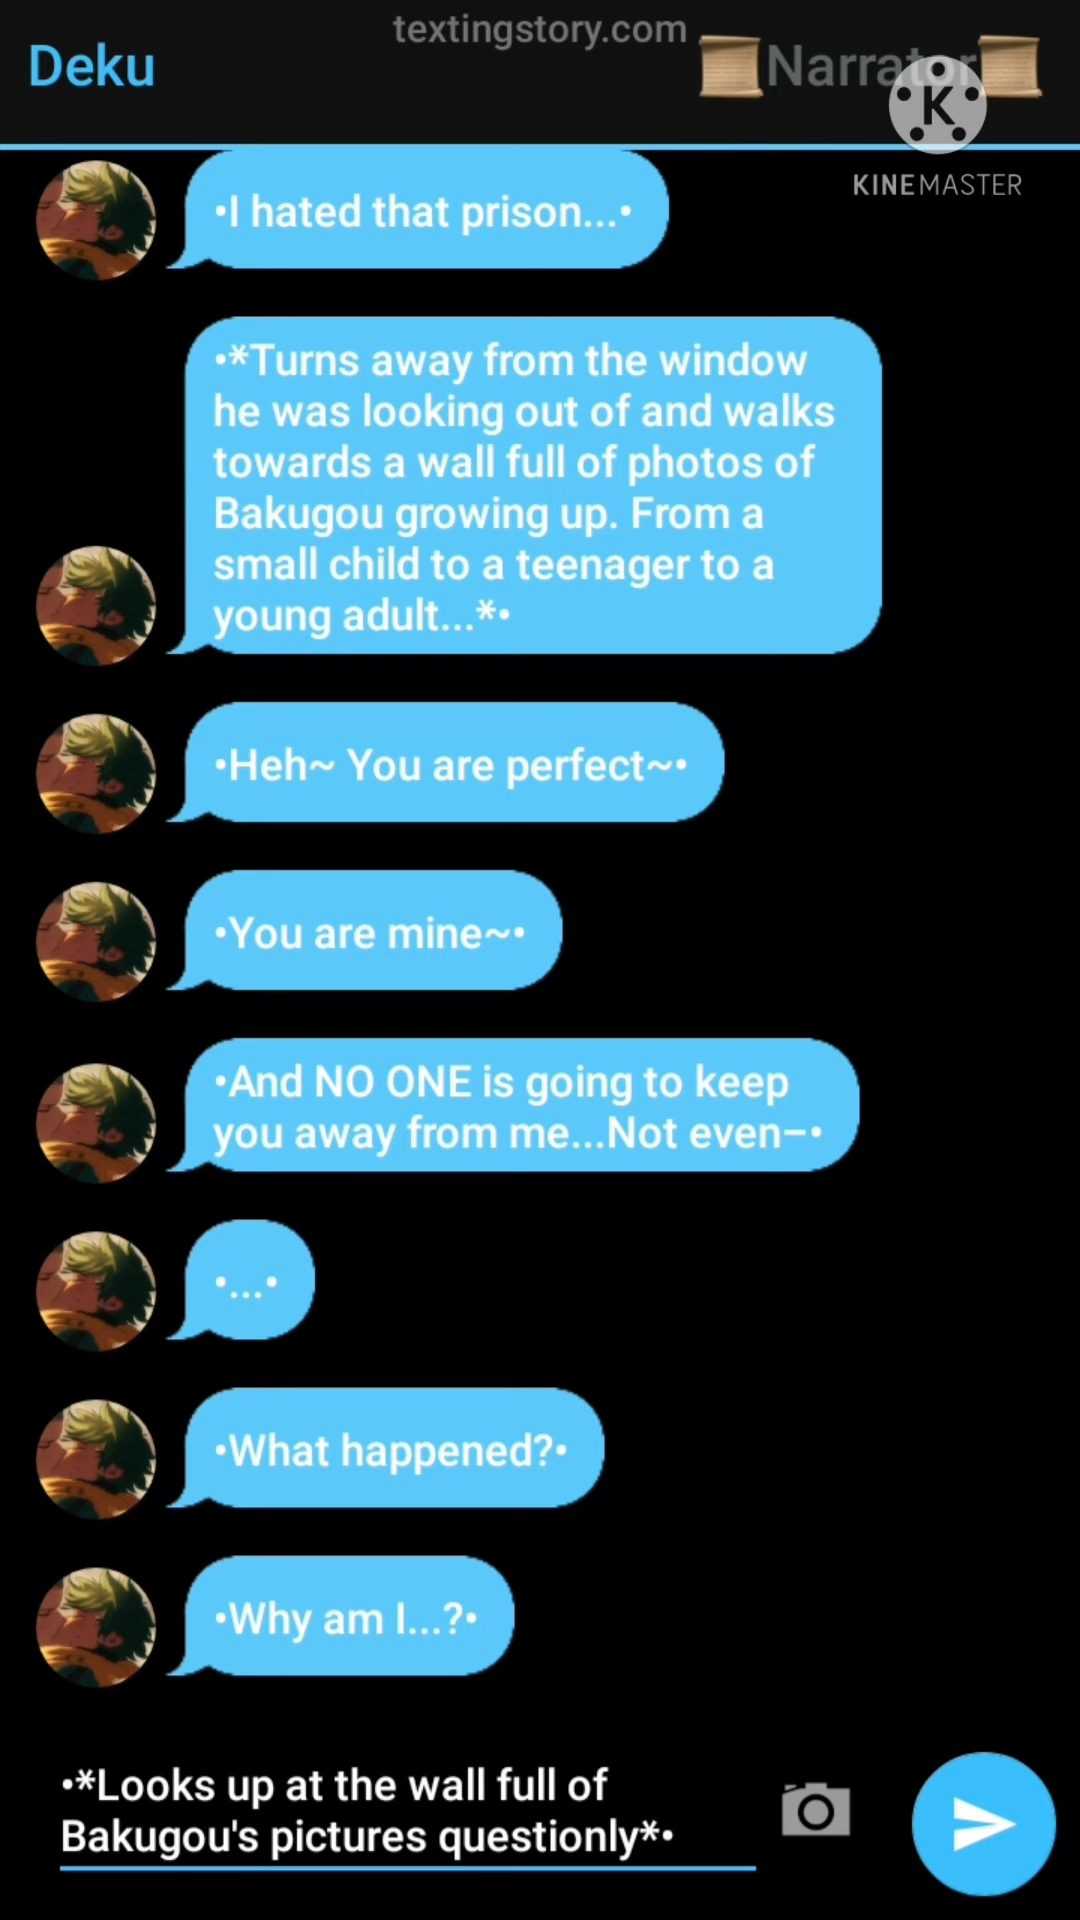 textingstory.com
Deku
Narrator
K
KINEMASTER
•I hated that prison...•
•*Turns away from the window
he was looking out of and walks
towards a wall full of photos of
Bakugou growing up. From a
small child to a teenager to a
young adult...*•
•Heh~ You are perfect~•
•You are mine~•
•And NO ONE is going to keep
you away from me...Not even–•
•...•
•What happened?•
•Why am I...?•
•*Looks up at the wall full of
Bakugou's pictures questionly*•